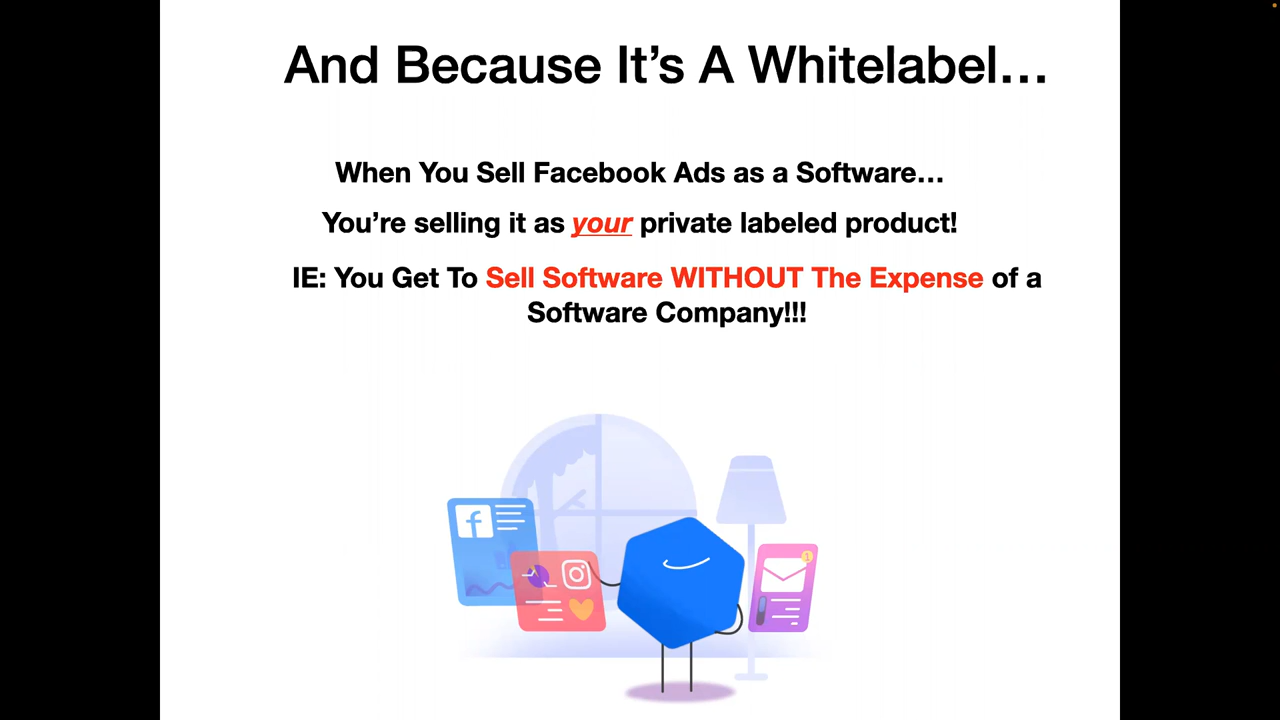 And Because It’s A Whitelabel…
When You Sell Facebook Ads as a Software…
You’re selling it as your private labeled product!
IE: You Get To Sell Software WITHOUT The Expense of a
Software Company!!!
f
1